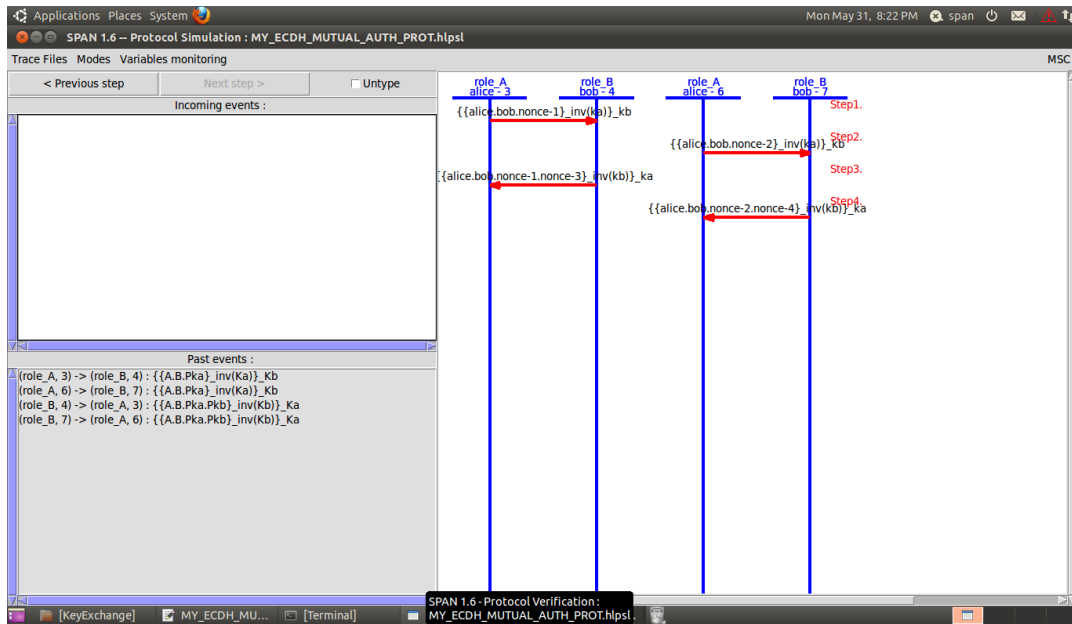 Applications Places System Mon May 31, 8:22 PM span
SPAN 1.6 -- Protocol Simulation : MY_ECDH_MUTUAL_AUTH_PROT.hlpsl
Trace Files Modes Variables monitoring MSC
< Previous step Next step > Untype
Incoming events :
Past events :
(role_A, 3) -> (role_B, 4) : {{A.B.Pka}_inv(Ka)}_Kb
(role_A, 6) -> (role_B, 7) : {{A.B.Pka}_inv(Ka)}_Kb
(role_B, 4) -> (role_A, 3) : {{A.B.Pka.Pkb}_inv(Kb)}_Ka
(role_B, 7) -> (role_A, 6) : {{A.B.Pka.Pkb}_inv(Kb)}_Ka
role_A role_B role_A role_B
alice - 3 bob - 4 alice - 6 bob - 7
Step1.
{{alice.bob.nonce-1}_inv(ka)}_kb
Step2.
{{alice.bob.nonce-2}_inv(ka)}_kb
Step3.
{{alice.bob.nonce-1.nonce-3}_inv(kb)}_ka
Step4.
{{alice.bob.nonce-2.nonce-4}_inv(kb)}_ka
SPAN 1.6 - Protocol Verification :
MY_ECDH_MUTUAL_AUTH_PROT.hlpsl.
[KeyExchange] MY_ECDH_MU... [Terminal]